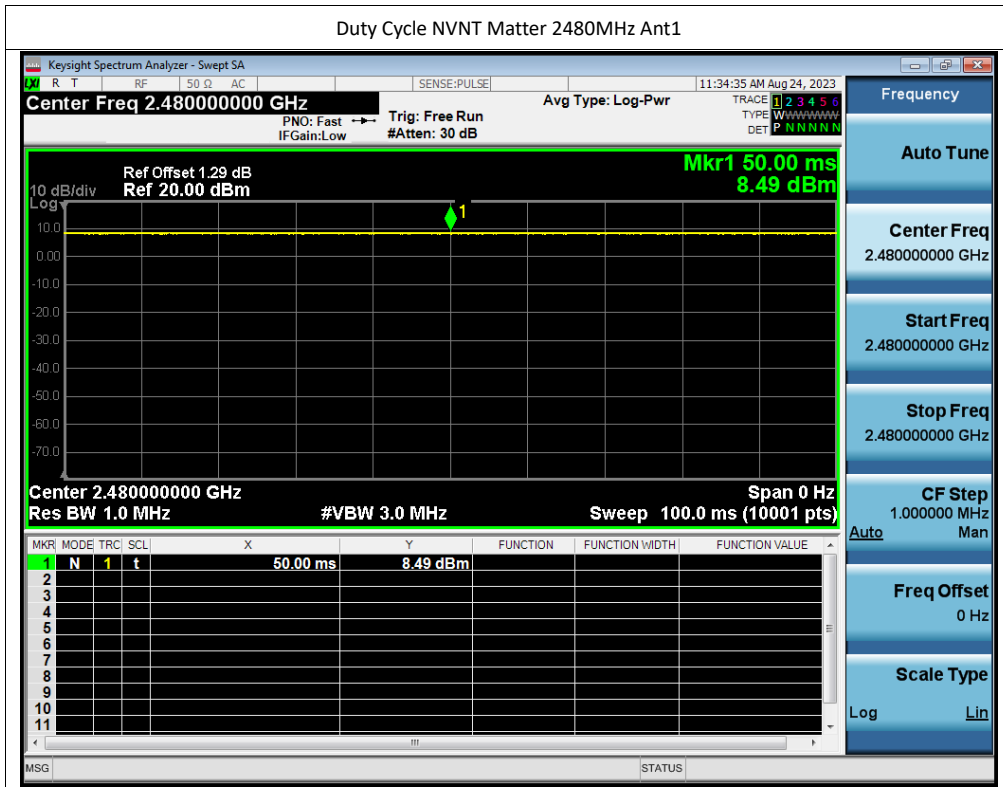 Duty Cycle NVNT Matter 2480MHz Ant1
Keysight Spectrum Analyzer - Swept SA
LXI R T RF 50 Ω AC SENSE:PULSE 11:34:35 AM Aug 24, 2023
Center Freq 2.480000000 GHz Avg Type: Log-Pwr TRACE 1 2 3 4 5 6
PNO: Fast Trig: Free Run TYPE WWWWWW
IFGain:Low #Atten: 30 dB DET P N N N N N
Mkr1 50.00 ms
8.49 dBm
Ref Offset 1.29 dB
10 dB/div Ref 20.00 dBm
Log
1
10.0
0.00
-10.0
-20.0
-30.0
-40.0
-50.0
-60.0
-70.0
Center 2.480000000 GHz Span 0 Hz
Res BW 1.0 MHz #VBW 3.0 MHz Sweep 100.0 ms (10001 pts)
MKR MODE TRC SCL X Y FUNCTION FUNCTION WIDTH FUNCTION VALUE
1 N 1 t 50.00 ms 8.49 dBm
2
3
4
5
6
7
8
9
10
11
MSG STATUS
Frequency
Auto Tune
Center Freq
2.480000000 GHz
Start Freq
2.480000000 GHz
Stop Freq
2.480000000 GHz
CF Step
1.000000 MHz
Auto Man
Freq Offset
0 Hz
Scale Type
Log Lin